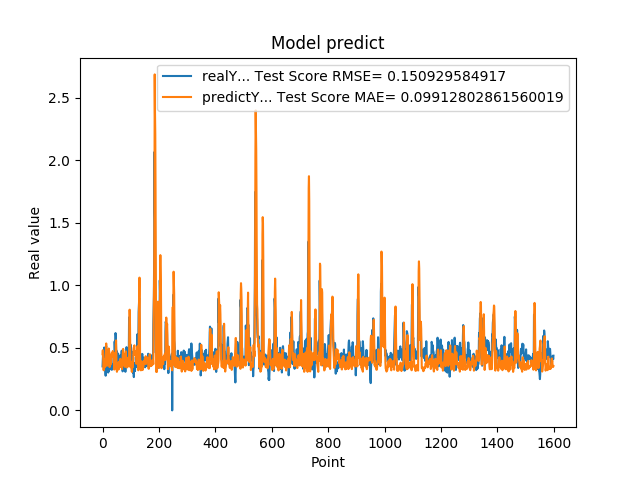 Model predict
realY... Test Score RMSE= 0.150929584917
predictY... Test Score MAE= 0.09912802861560019
2.5
2.0
1.5
1.0
0.5
0.0
Real value
0 200 400 600 800 1000 1200 1400 1600
Point